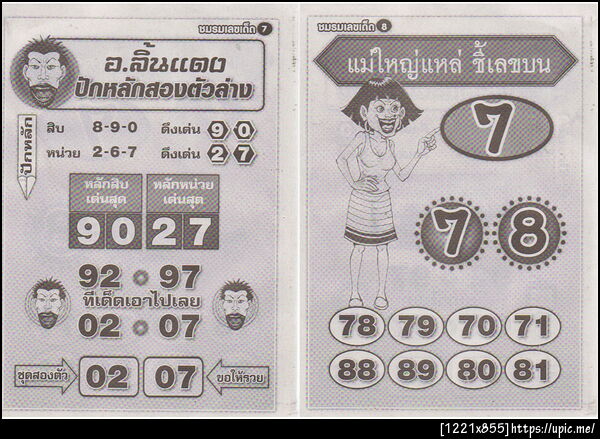 ชมรมเลขเด็ด 7
อ.ลิ้นแดง
ปักหลักสองตัวล่าง
ปักหลัก
สิบ 8-9-0 ดึงเด่น 9 0
หน่วย 2-6-7 ดึงเด่น 2 7
หลักสิบเด่นสุด
หลักหน่วยเด่นสุด
9 0 2 7
92 • 97
ที่เด็ดเอาไปเลย
02 • 07
ชุดสองตัว 02 07 ขอให้รวย
ชมรมเลขเด็ด 8
แม่ใหญ่แหล่ ชี้เลขบน
7
7 8
78 79 70 71
88 89 80 81
[1221x855]https://upic.me/